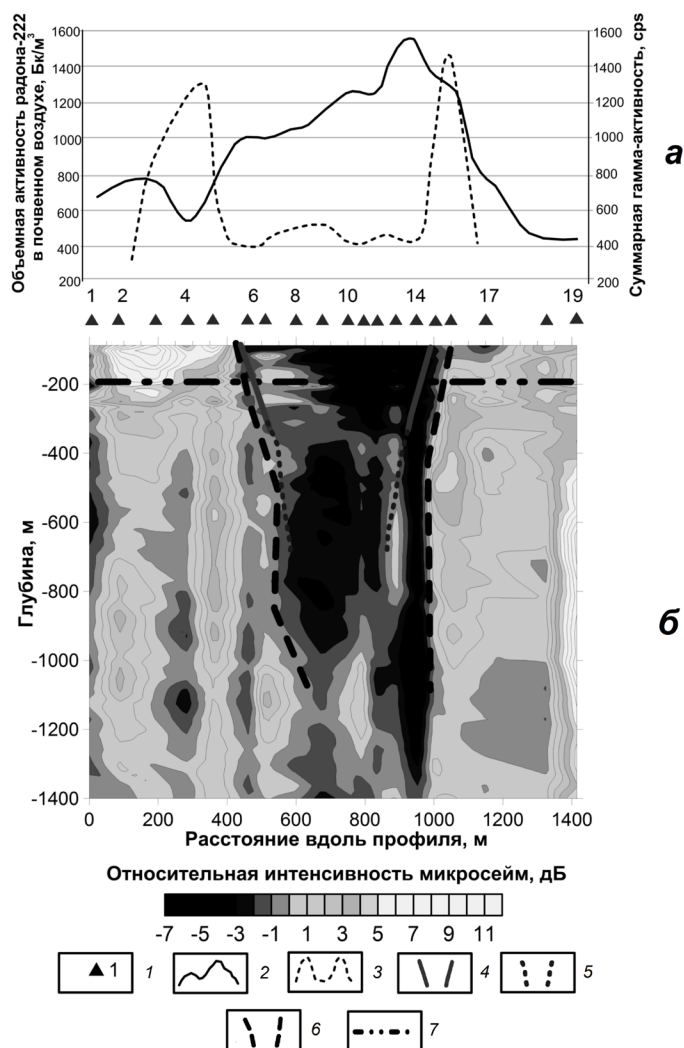 Объемная активность радона-222
в почвенном воздухе, Бк/м³
1600
1400
1200
1000
800
600
400
200
1600
1400
1200
1000
800
600
400
200
Суммарная гамма-активность, cps
а
1 2 4 6 8 10 14 17 19
Глубина, м
-200
-400
-600
-800
-1000
-1200
-1400
б
0 200 400 600 800 1000 1200 1400
Расстояние вдоль профиля, м
Относительная интенсивность микросейм, дБ
-7 -5 -3 -1 1 3 5 7 9 11
1 1 2 3 4 5
6 7